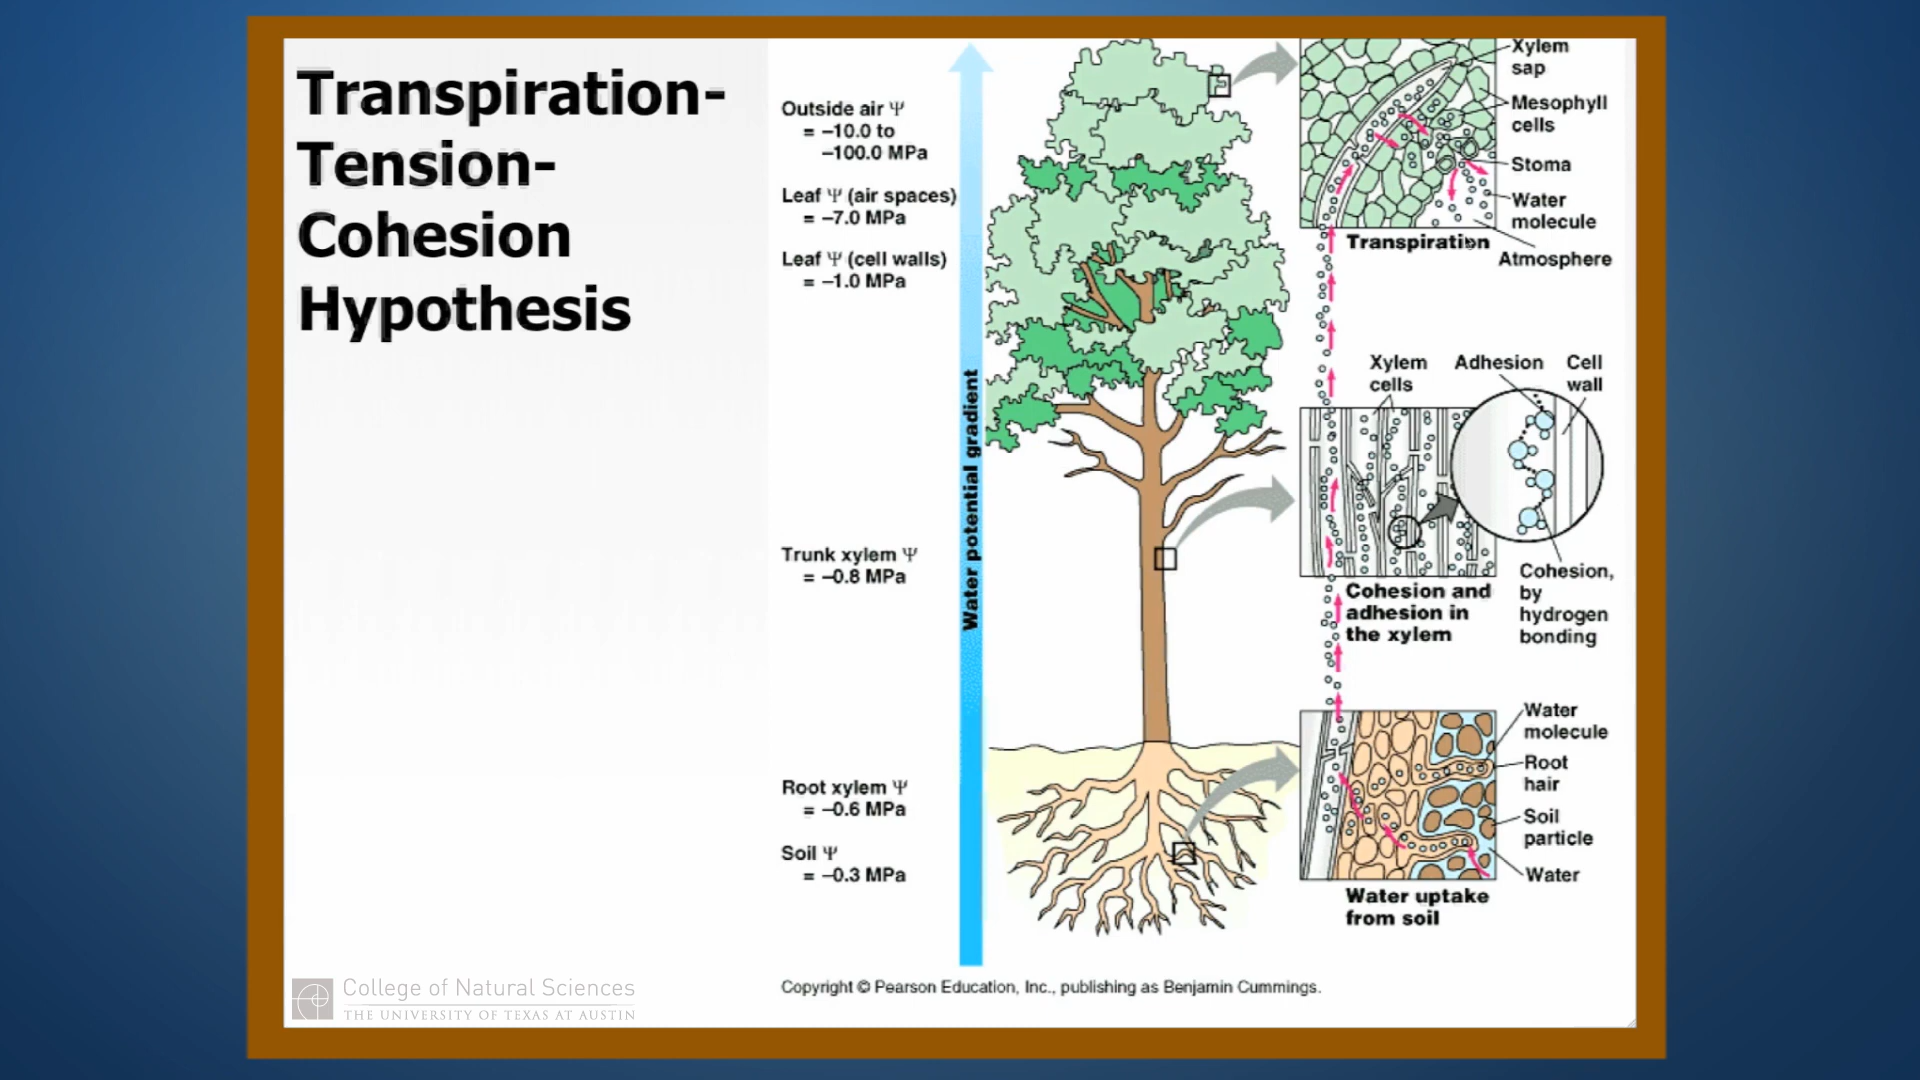 Transpiration-
Tension-
Cohesion
Hypothesis
Outside air Ψ
= –10.0 to
–100.0 MPa
Leaf Ψ (air spaces)
= –7.0 MPa
Leaf Ψ (cell walls)
= –1.0 MPa
Trunk xylem Ψ
= –0.8 MPa
Root xylem Ψ
= –0.6 MPa
Soil Ψ
= –0.3 MPa
Water potential gradient
Xylem
sap
Mesophyll
cells
Stoma
Water
molecule
Transpiration
Atmosphere
Xylem
cells
Adhesion
Cell
wall
Cohesion and
adhesion in
the xylem
Cohesion,
by
hydrogen
bonding
Water
molecule
Root
hair
Soil
particle
Water
Water uptake
from soil
Copyright © Pearson Education, Inc., publishing as Benjamin Cummings.
College of Natural Sciences
THE UNIVERSITY OF TEXAS AT AUSTIN